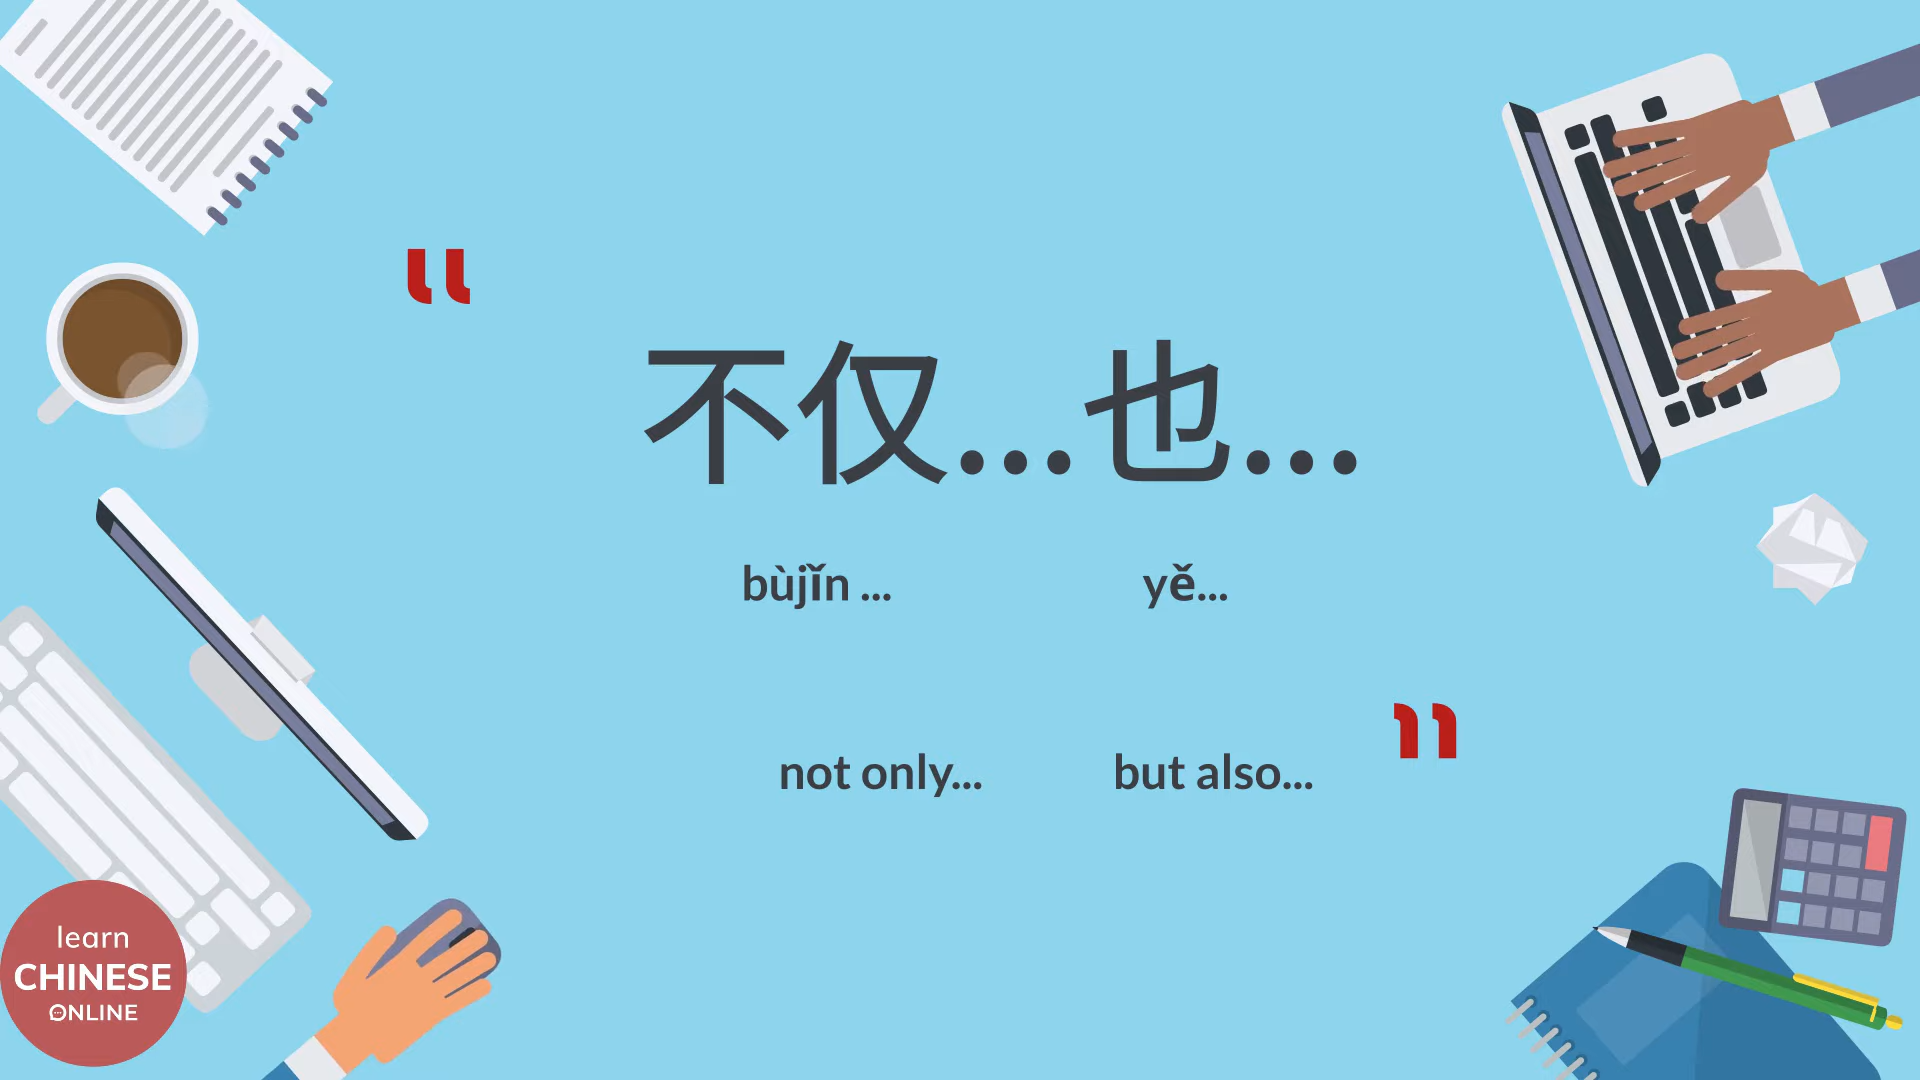 不仅...也...
bùjǐn ... yě...
not only... but also...
learn
CHINESE
ONLINE